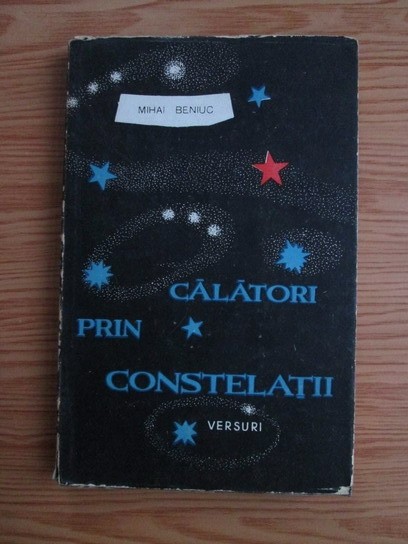 MIHAI BENIUC
CĂLĂTORI
PRIN
CONSTELAȚII
VERSURI